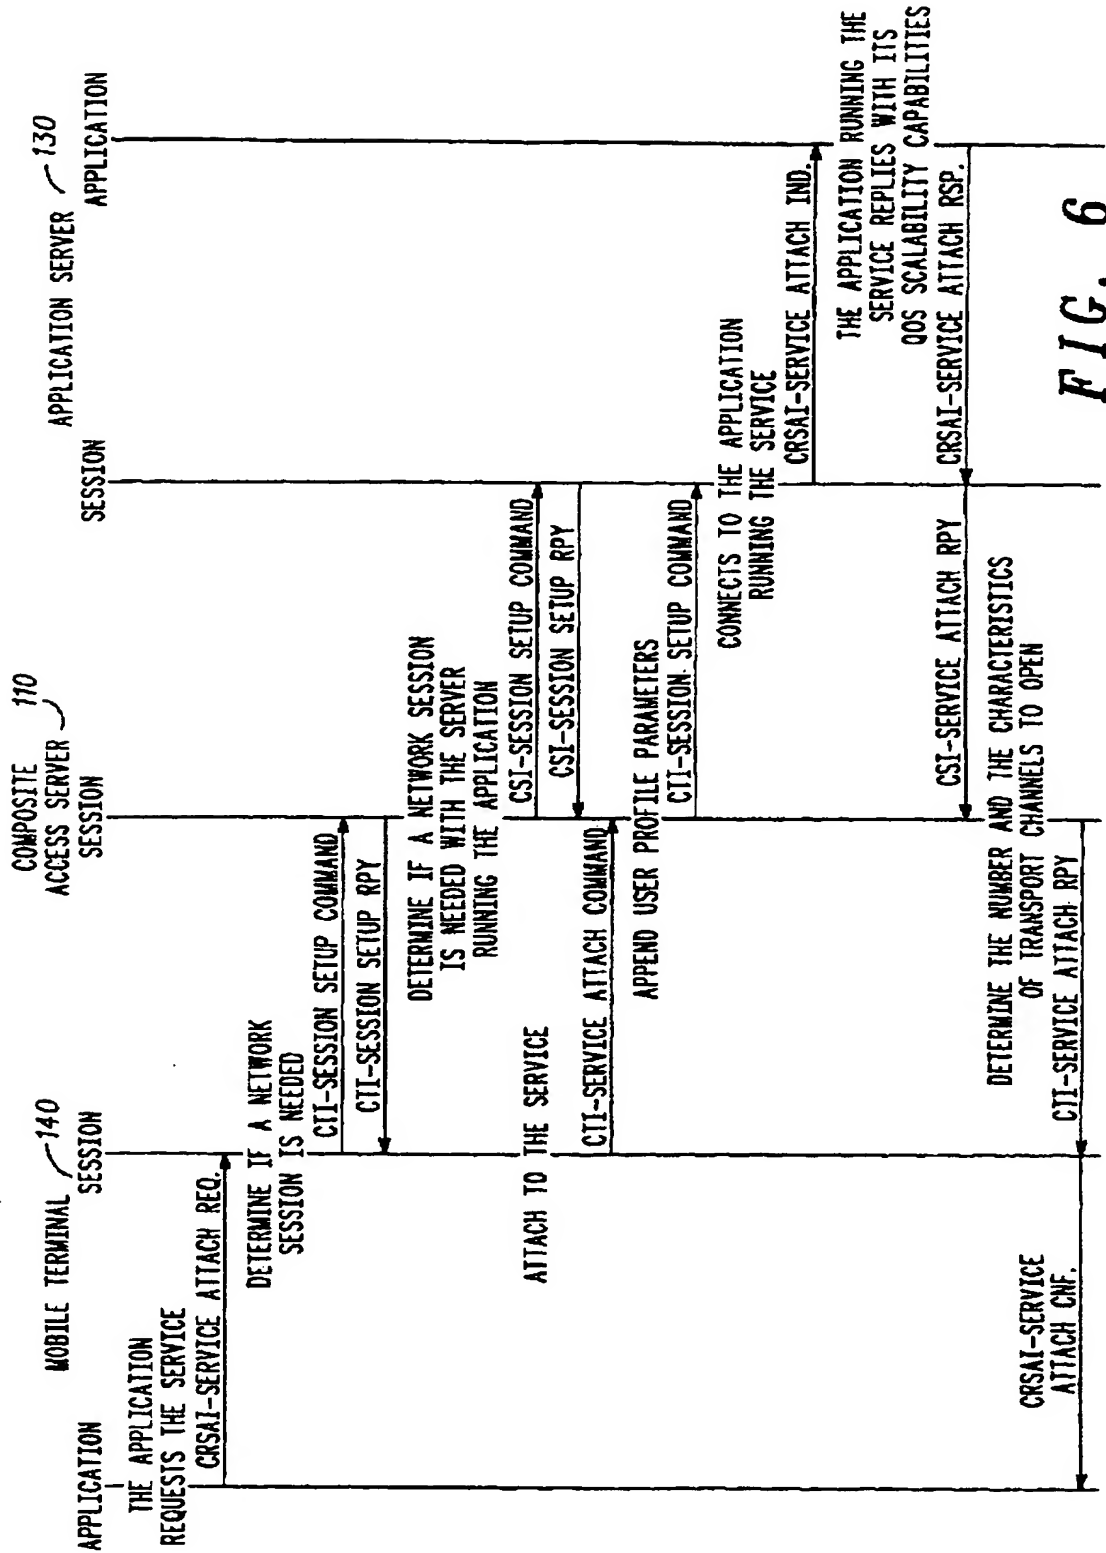 MOBILE TERMINAL 140
COMPOSITE 110
ACCESS SERVER
APPLICATION SERVER 130
APPLICATION
SESSION
SESSION
SESSION
APPLICATION
THE APPLICATION
REQUESTS THE SERVICE
CRSAI-SERVICE ATTACH REQ.
DETERMINE IF A NETWORK
SESSION IS NEEDED
CTI-SESSION SETUP COMMAND
CTI-SESSION SETUP RPY
DETERMINE IF A NETWORK SESSION
IS NEEDED WITH THE SERVER
RUNNING THE APPLICATION
CSI-SESSION SETUP COMMAND
CSI-SESSION SETUP RPY
ATTACH TO THE SERVICE
CTI-SERVICE ATTACH COMMAND
APPEND USER PROFILE PARAMETERS
CTI-SESSION SETUP COMMAND
CONNECTS TO THE APPLICATION
RUNNING THE SERVICE
CRSAI-SERVICE ATTACH IND.
THE APPLICATION RUNNING THE
SERVICE REPLIES WITH ITS
QOS SCALABILITY CAPABILITIES
CRSAI-SERVICE ATTACH RSP.
CSI-SERVICE ATTACH RPY
DETERMINE THE NUMBER AND THE CHARACTERISTICS
OF TRANSPORT CHANNELS TO OPEN
CTI-SERVICE ATTACH RPY
CRSAI-SERVICE
ATTACH CNF.
FIG. 6